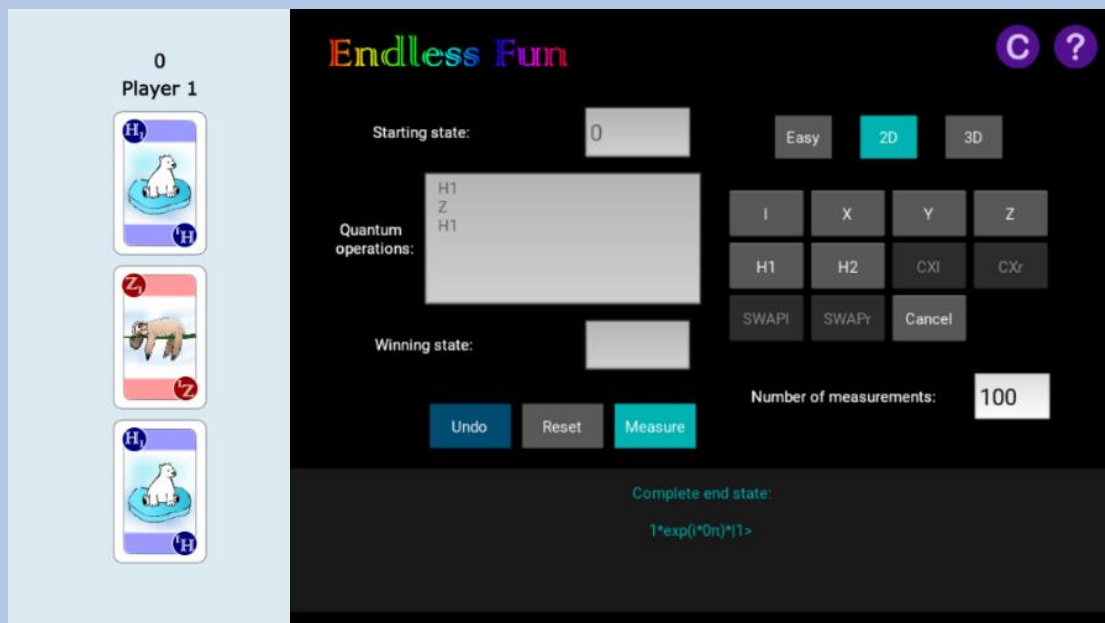 0
Player 1
H1
H1
Z1
Z1
H1
H1
Endless Fun
C ?
Starting state: 0
Easy 2D 3D
Quantum operations:
H1
Z
H1
I X Y Z
H1 H2 CXl CXr
SWAPl SWAPr Cancel
Winning state:
Number of measurements: 100
Undo Reset Measure
Complete end state:
1*exp(i*0π)*|1>